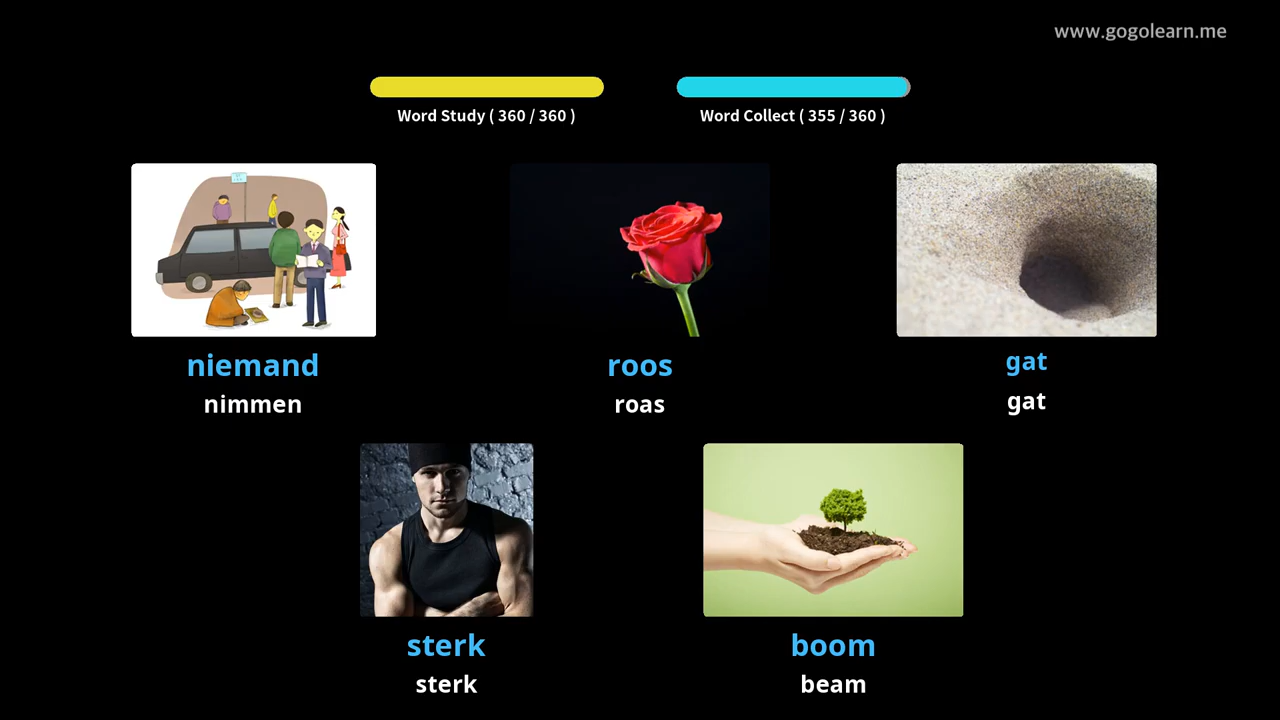 www.gogolearn.me
Word Study ( 360 / 360 )
Word Collect ( 355 / 360 )
niemand
nimmen
roos
roas
gat
gat
sterk
sterk
boom
beam